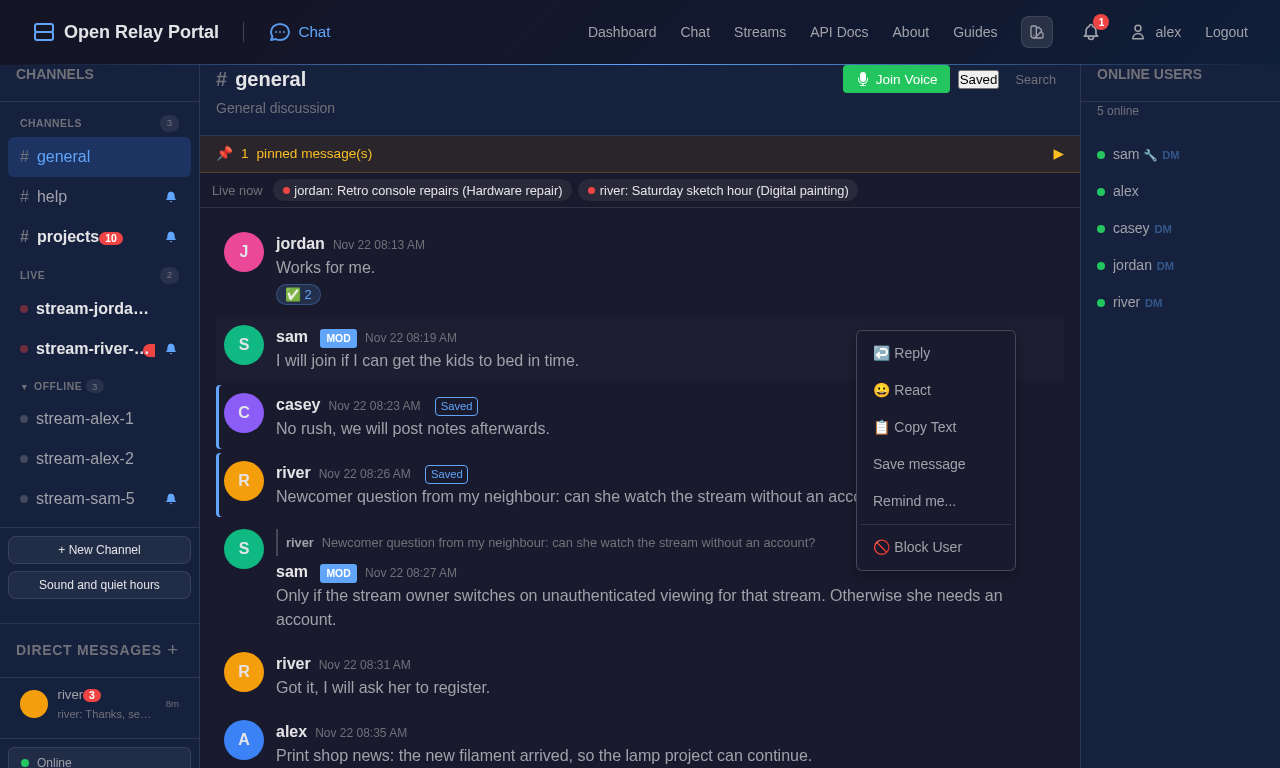 Open Relay Portal
Chat
Dashboard
Chat
Streams
API Docs
About
Guides
1
alex
Logout
CHANNELS
CHANNELS 3
# general
# help
# projects 10
LIVE 2
stream-jorda…
stream-river-…
▼ OFFLINE 3
stream-alex-1
stream-alex-2
stream-sam-5
+ New Channel
Sound and quiet hours
DIRECT MESSAGES +
river 3
8m
river: Thanks, se…
Online
# general
Join Voice
Saved
Search
General discussion
📌 1 pinned message(s) ▶
Live now
jordan: Retro console repairs (Hardware repair)
river: Saturday sketch hour (Digital painting)
J
jordan Nov 22 08:13 AM
Works for me.
✅ 2
S
sam MOD Nov 22 08:19 AM
I will join if I can get the kids to bed in time.
C
casey Nov 22 08:23 AM Saved
No rush, we will post notes afterwards.
R
river Nov 22 08:26 AM Saved
Newcomer question from my neighbour: can she watch the stream without an
S
river Newcomer question from my neighbour: can she watch the stream without an account?
sam MOD Nov 22 08:27 AM
Only if the stream owner switches on unauthenticated viewing for that stream. Otherwise she needs an
account.
R
river Nov 22 08:31 AM
Got it, I will ask her to register.
A
alex Nov 22 08:35 AM
Print shop news: the new filament arrived, so the lamp project can continue.
↩️ Reply
😀 React
📋 Copy Text
Save message
Remind me...
🚫 Block User
ONLINE USERS
5 online
sam 🔧 DM
alex
casey DM
jordan DM
river DM